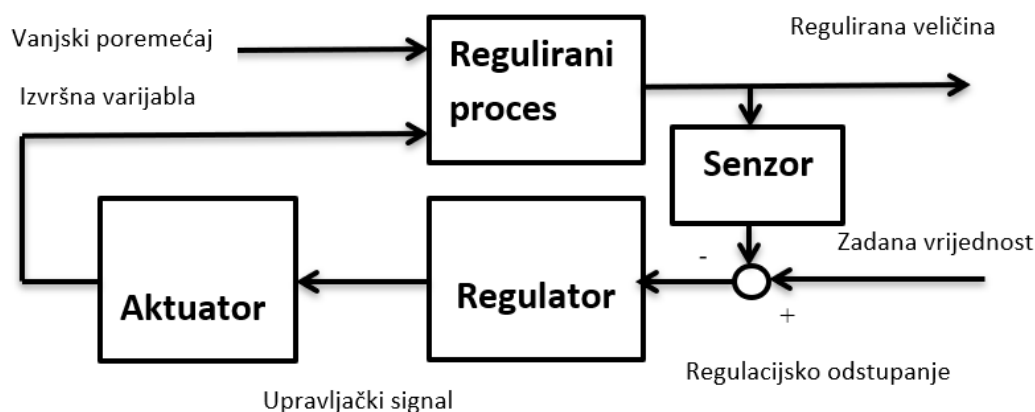 Vanjski poremećaj
Regulirana veličina
Regulirani
proces
Izvršna varijabla
Senzor
Zadana vrijednost
-
+
Aktuator
Regulator
Regulacijsko odstupanje
Upravljački signal